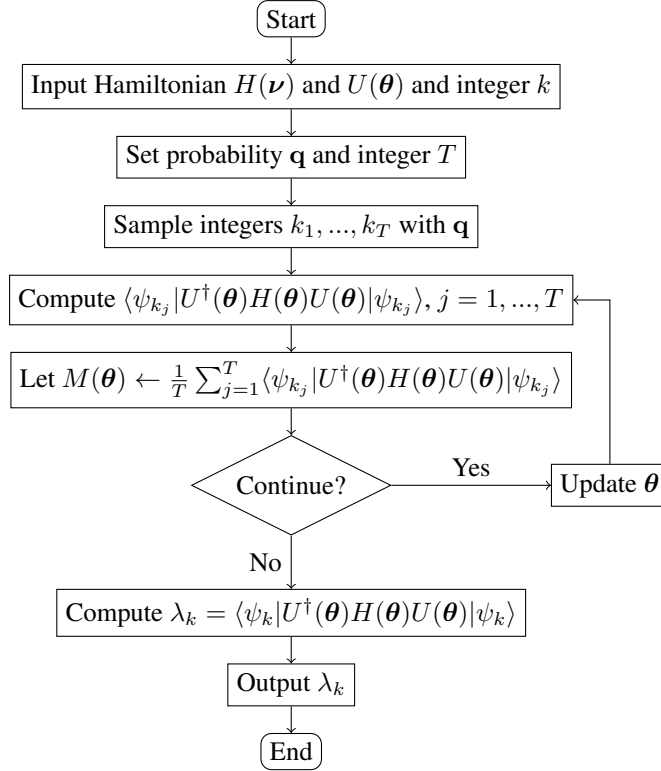 Start
Input Hamiltonian H(𝝂) and U(𝜽) and integer k
Set probability 𝐪 and integer T
Sample integers k₁, ..., k_T with 𝐪
Compute ⟨ψ_{k_j}|U†(𝜽)H(𝜽)U(𝜽)|ψ_{k_j}⟩, j = 1, ..., T
Let M(𝜽) ← 1/T ∑_{j=1}^{T} ⟨ψ_{k_j}|U†(𝜽)H(𝜽)U(𝜽)|ψ_{k_j}⟩
Continue?
Yes
Update 𝜽
No
Compute λ_k = ⟨ψ_k|U†(𝜽)H(𝜽)U(𝜽)|ψ_k⟩
Output λ_k
End